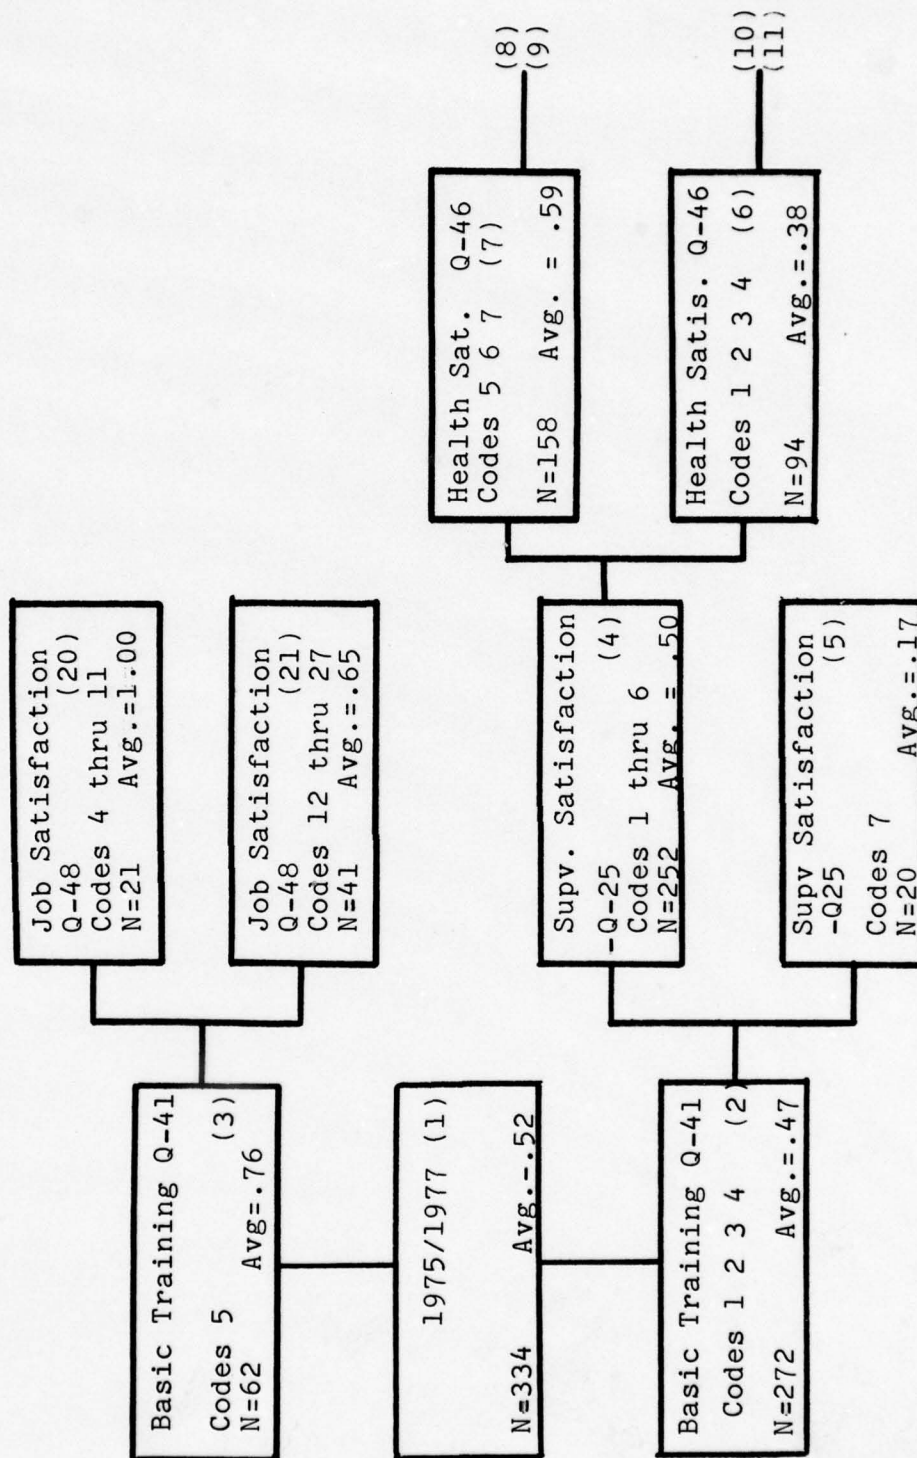 Basic Training Q-41
Codes 5 (3)
N=62 Avg=.76
1975/1977 (1)
N=334 Avg.-.52
Basic Training Q-41
Codes 1 2 3 4 (2)
N=272 Avg.=.47
Job Satisfaction
Q-48 (20)
Codes 4 thru 11
N=21 Avg.=1.00
Job Satisfaction
Q-48 (21)
Codes 12 thru 27
N=41 Avg.=.65
Supv. Satisfaction
-Q-25 (4)
Codes 1 thru 6
N=252 Avg. = .50
Supv Satisfaction
-Q25 (5)
Codes 7
N=20 Avg.=.17
Health Sat. Q-46
Codes 5 6 7 (7)
N=158 Avg. = .59
Health Satis. Q-46
Codes 1 2 3 4 (6)
N=94 Avg.=.38
(8)
(9)
(10)
(11)